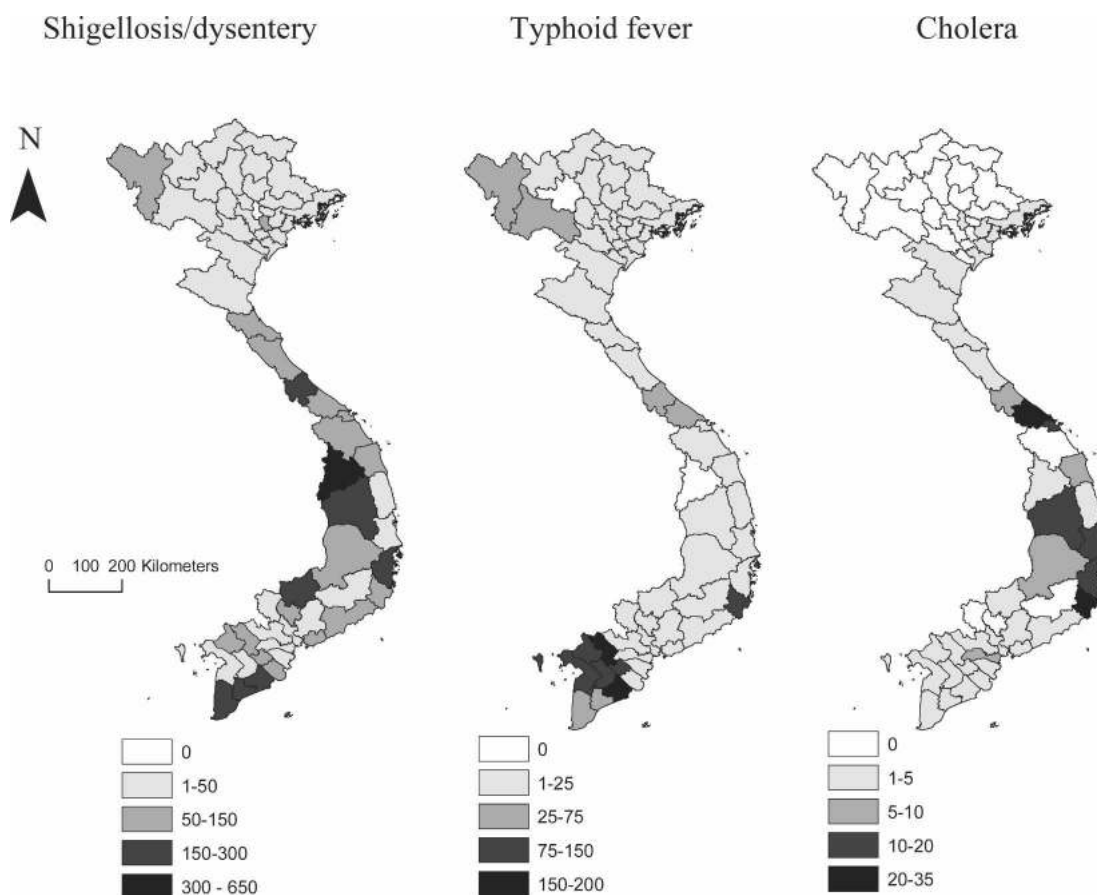 Shigellosis/dysentery
Typhoid fever
Cholera
N
0 100 200 Kilometers
0
1-50
50-150
150-300
300 - 650
0
1-25
25-75
75-150
150-200
0
1-5
5-10
10-20
20-35